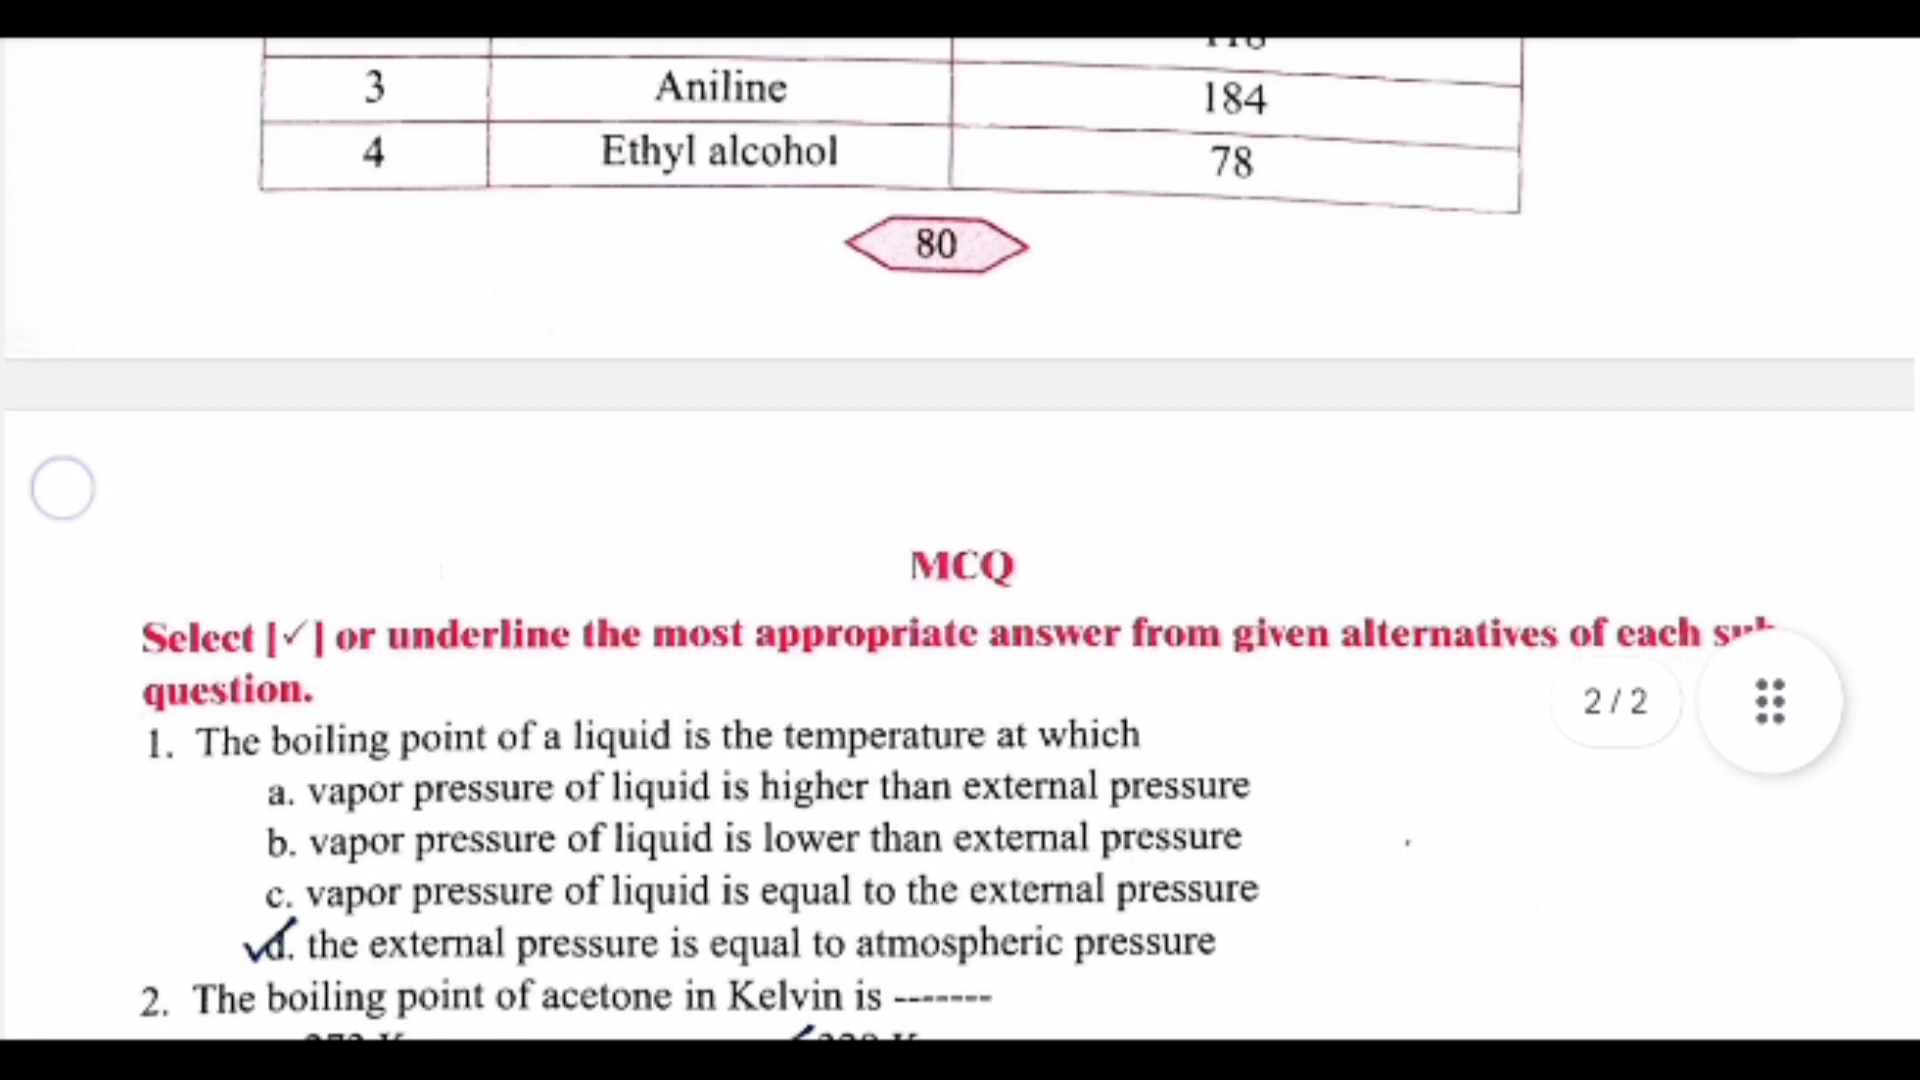 3 Aniline 184
4 Ethyl alcohol 78
80
MCQ
Select [✓] or underline the most appropriate answer from given alternatives of each
question.
2 / 2
1. The boiling point of a liquid is the temperature at which
a. vapor pressure of liquid is higher than external pressure
b. vapor pressure of liquid is lower than external pressure
c. vapor pressure of liquid is equal to the external pressure
✓d. the external pressure is equal to atmospheric pressure
2. The boiling point of acetone in Kelvin is -------